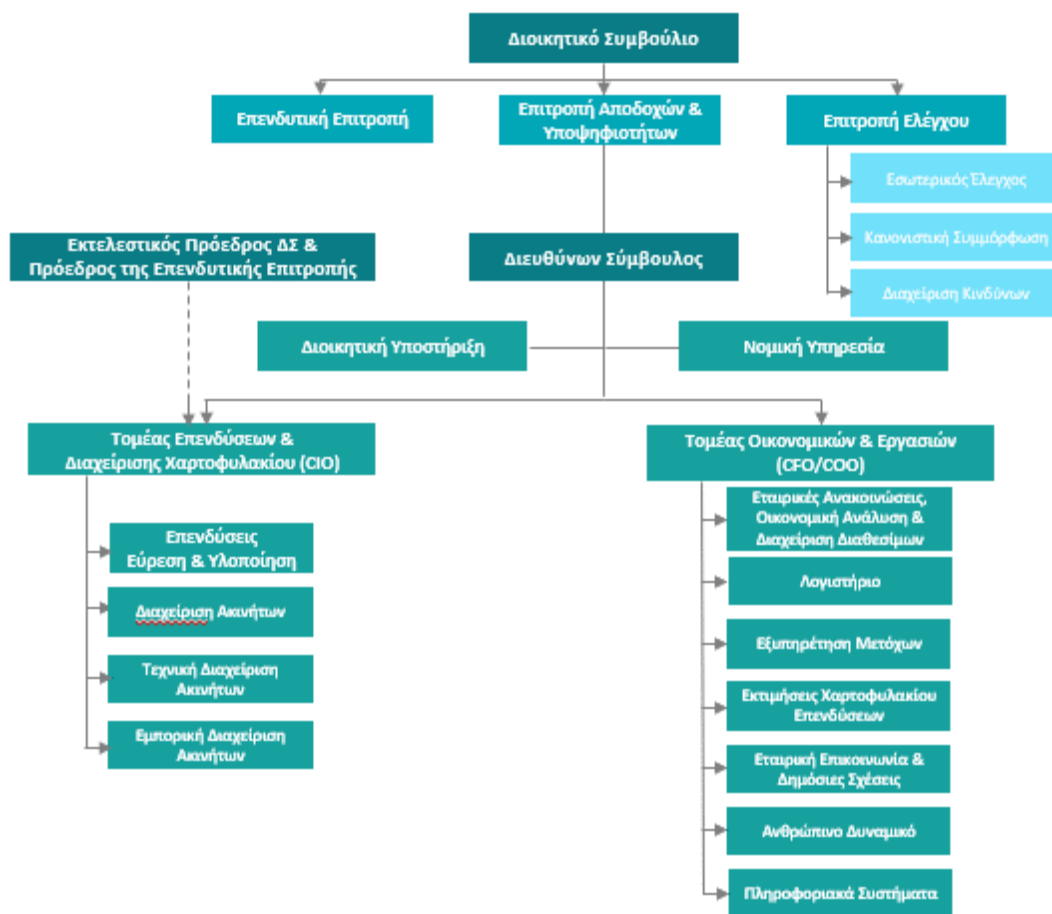 Διοικητικό Συμβούλιο
Επενδυτική Επιτροπή
Επιτροπή Αποδοχών &
Υποψηφιοτήτων
Επιτροπή Ελέγχου
Εσωτερικός Έλεγχος
Κανονιστική Συμμόρφωση
Διαχείριση Κινδύνων
Εκτελεστικός Πρόεδρος ΔΣ &
Πρόεδρος της Επενδυτικής Επιτροπής
Διευθύνων Σύμβουλος
Διοικητική Υποστήριξη
Νομική Υπηρεσία
Τομέας Επενδύσεων &
Διαχείρισης Χαρτοφυλακίου (CIO)
Επενδύσεις
Εύρεση & Υλοποίηση
Διαχείριση Ακινήτων
Τεχνική Διαχείριση
Ακινήτων
Εμπορική Διαχείριση
Ακινήτων
Τομέας Οικονομικών & Εργασιών
(CFO/COO)
Εταιρικές Ανακοινώσεις,
Οικονομική Ανάλυση &
Διαχείριση Διαθεσίμων
Λογιστήριο
Εξυπηρέτηση Μετόχων
Εκτιμήσεις Χαρτοφυλακίου
Επενδύσεων
Εταιρική Επικοινωνία &
Δημόσιες Σχέσεις
Ανθρώπινο Δυναμικό
Πληροφοριακά Συστήματα